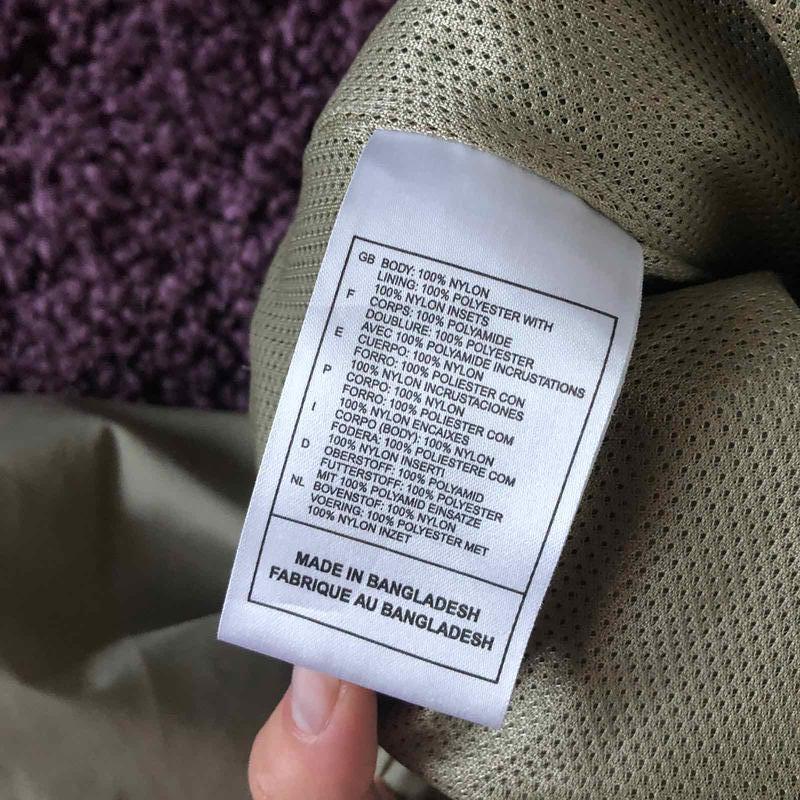 GB BODY: 100% NYLON
LINING: 100% POLYESTER WITH
100% NYLON INSETS
F CORPS: 100% POLYAMIDE
DOUBLURE: 100% POLYESTER
AVEC 100% POLYAMIDE INCRUSTATIONS
E CUERPO: 100% NYLON
FORRO: 100% POLIESTER CON
100% NYLON INCRUSTACIONES
P CORPO: 100% NYLON
FORRO: 100% POLIESTER COM
100% NYLON ENCAIXES
I CORPO (BODY): 100% NYLON
FODERA: 100% POLIESTERE COM
100% NYLON INSERTI
D OBERSTOFF: 100% POLYAMID
FUTTERSTOFF: 100% POLYESTER
MIT 100% POLYAMID EINSATZE
NL BOVENSTOF: 100% NYLON
VOERING: 100% POLYESTER MET
100% NYLON INZET
MADE IN BANGLADESH
FABRIQUE AU BANGLADESH